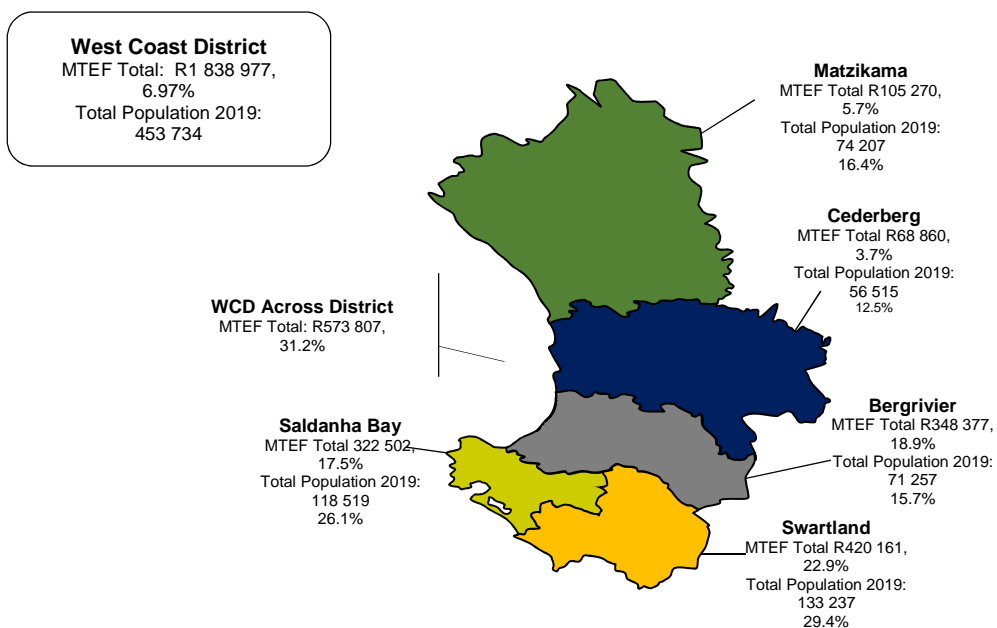 West Coast District
MTEF Total: R1 838 977,
6.97%
Total Population 2019:
453 734
Matzikama
MTEF Total R105 270,
5.7%
Total Population 2019:
74 207
16.4%
Cederberg
MTEF Total R68 860,
3.7%
Total Population 2019:
56 515
12.5%
WCD Across District
MTEF Total: R573 807,
31.2%
Bergrivier
MTEF Total R348 377,
18.9%
Total Population 2019:
71 257
15.7%
Saldanha Bay
MTEF Total 322 502,
17.5%
Total Population 2019:
118 519
26.1%
Swartland
MTEF Total R420 161,
22.9%
Total Population 2019:
133 237
29.4%